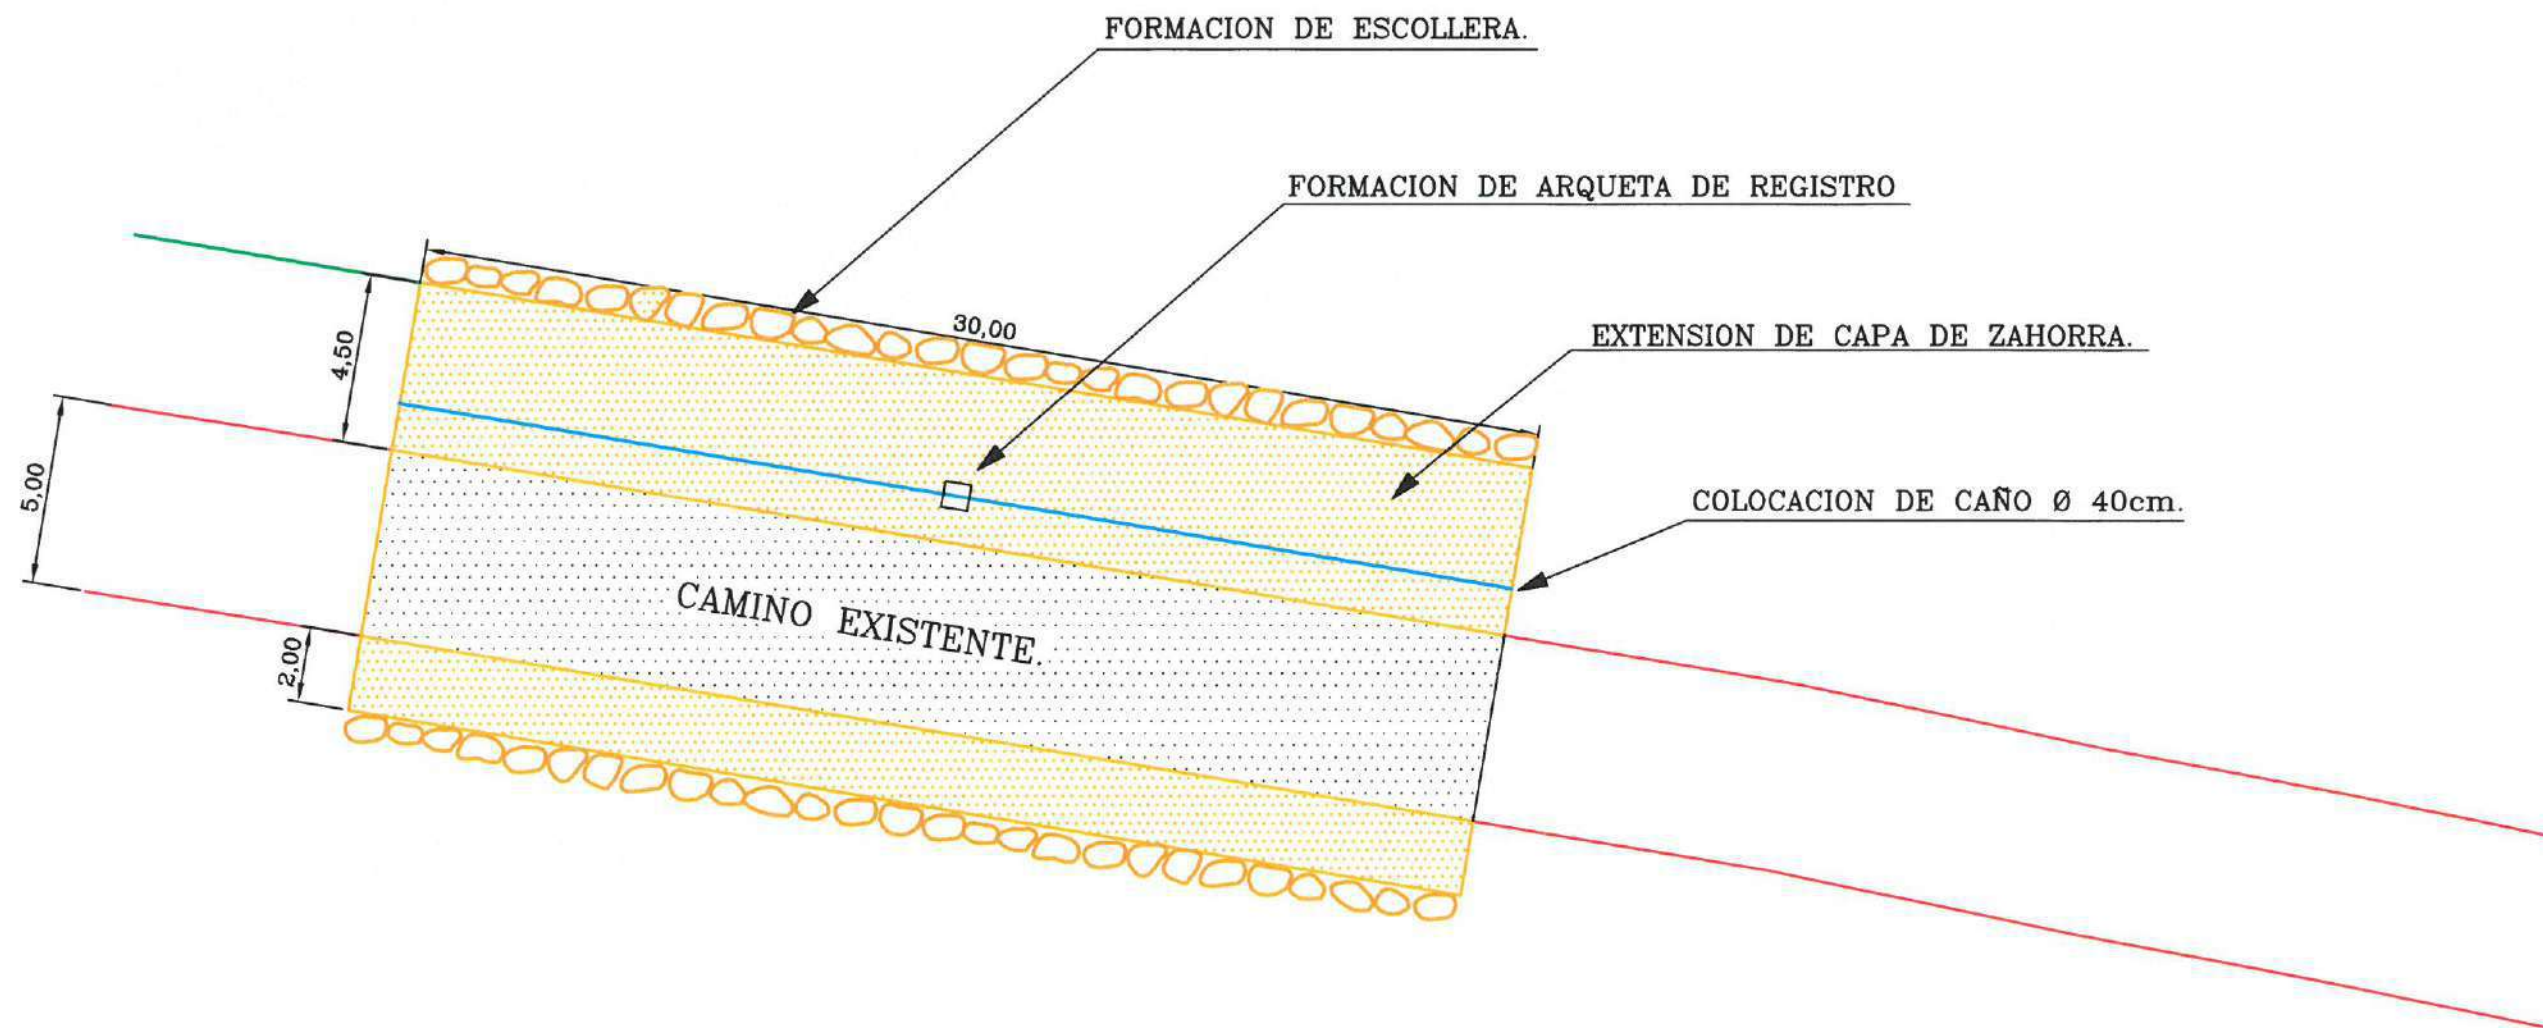 FORMACION DE ESCOLLERA.
FORMACION DE ARQUETA DE REGISTRO
30,00
EXTENSION DE CAPA DE ZAHORRA.
4,50
5,00
COLOCACION DE CAÑO Ø 40cm.
CAMINO EXISTENTE.
2,00